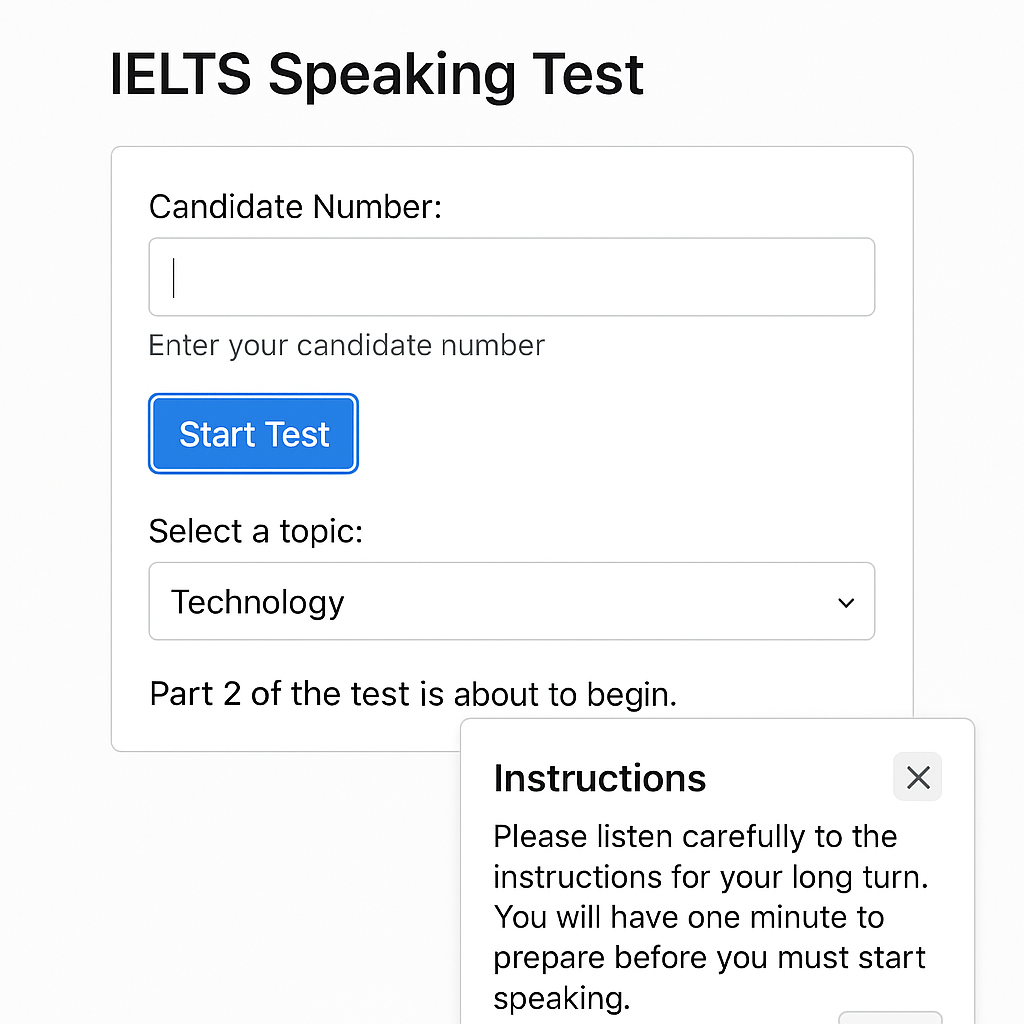 IELTS Speaking Test
Candidate Number:
Enter your candidate number
Start Test
Select a topic:
Technology
Part 2 of the test is about to begin.
Instructions
Please listen carefully to the
instructions for your long turn.
You will have one minute to
prepare before you must start
speaking.